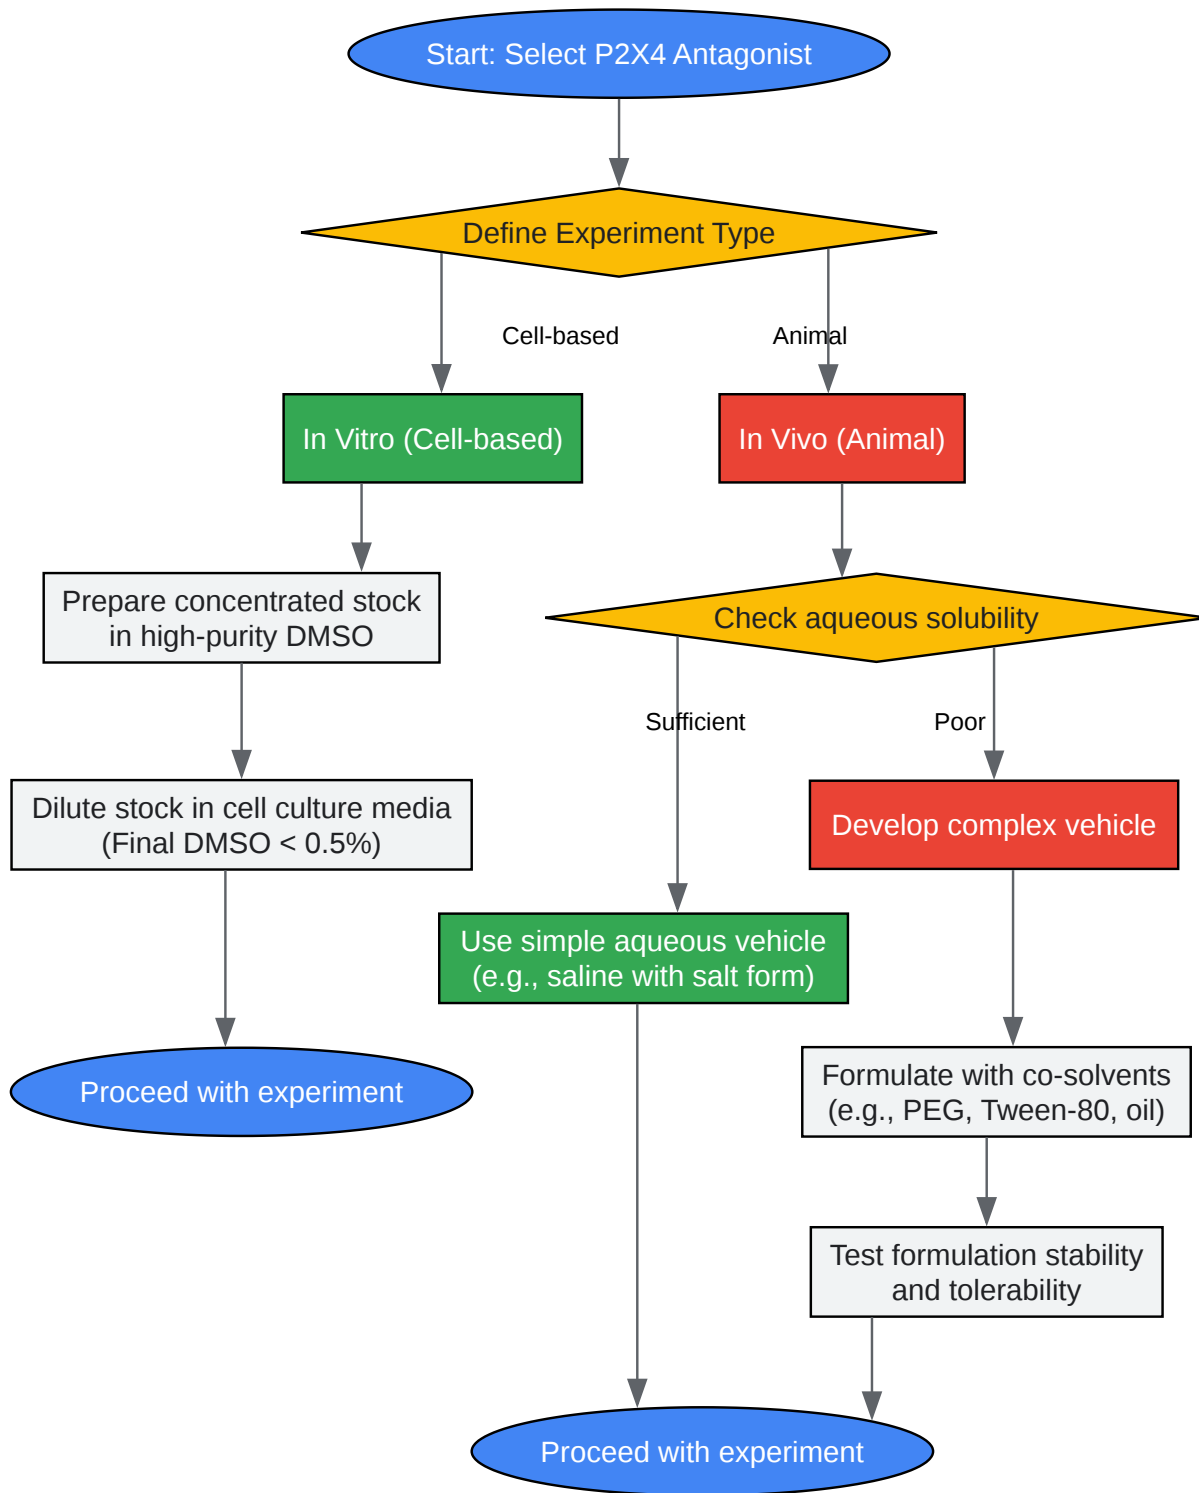 Start: Select P2X4 Antagonist
Define Experiment Type
Cell-based
Animal
In Vitro (Cell-based)
In Vivo (Animal)
Prepare concentrated stock
in high-purity DMSO
Check aqueous solubility
Sufficient
Poor
Dilute stock in cell culture media
(Final DMSO < 0.5%)
Develop complex vehicle
Use simple aqueous vehicle
(e.g., saline with salt form)
Proceed with experiment
Formulate with co-solvents
(e.g., PEG, Tween-80, oil)
Test formulation stability
and tolerability
Proceed with experiment